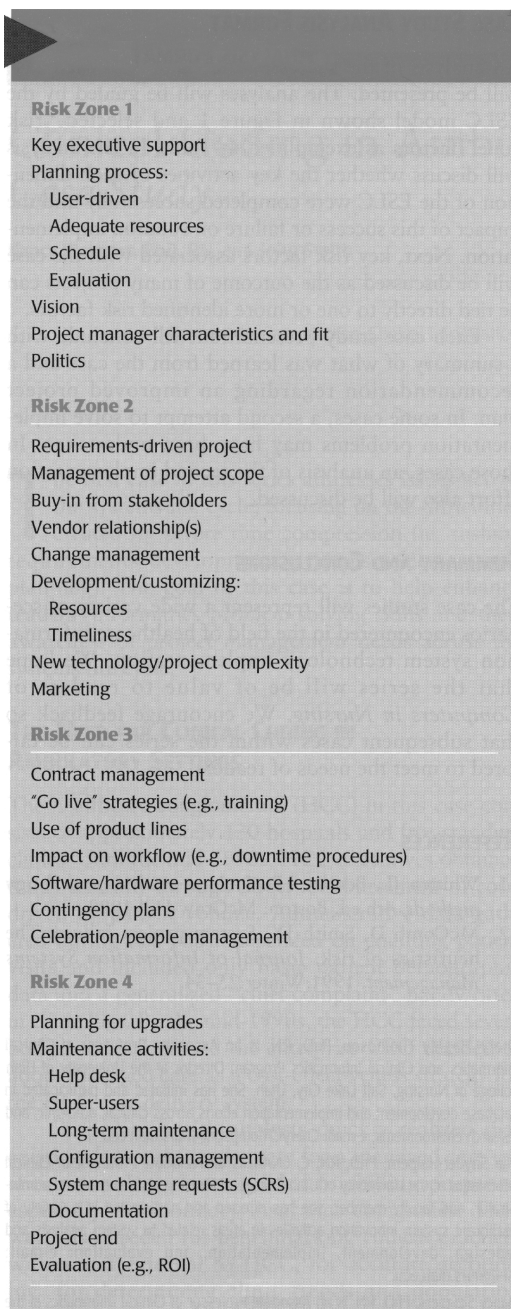 Risk Zone 1
Key executive support
Planning process:
User-driven
Adequate resources
Schedule
Evaluation
Vision
Project manager characteristics and fit
Politics
Risk Zone 2
Requirements-driven project
Management of project scope
Buy-in from stakeholders
Vendor relationship(s)
Change management
Development/customizing:
Resources
Timeliness
New technology/project complexity
Marketing
Risk Zone 3
Contract management
"Go live" strategies (e.g., training)
Use of product lines
Impact on workflow (e.g., downtime procedures)
Software/hardware performance testing
Contingency plans
Celebration/people management
Risk Zone 4
Planning for upgrades
Maintenance activities:
Help desk
Super-users
Long-term maintenance
Configuration management
System change requests (SCRs)
Documentation
Project end
Evaluation (e.g., ROI)